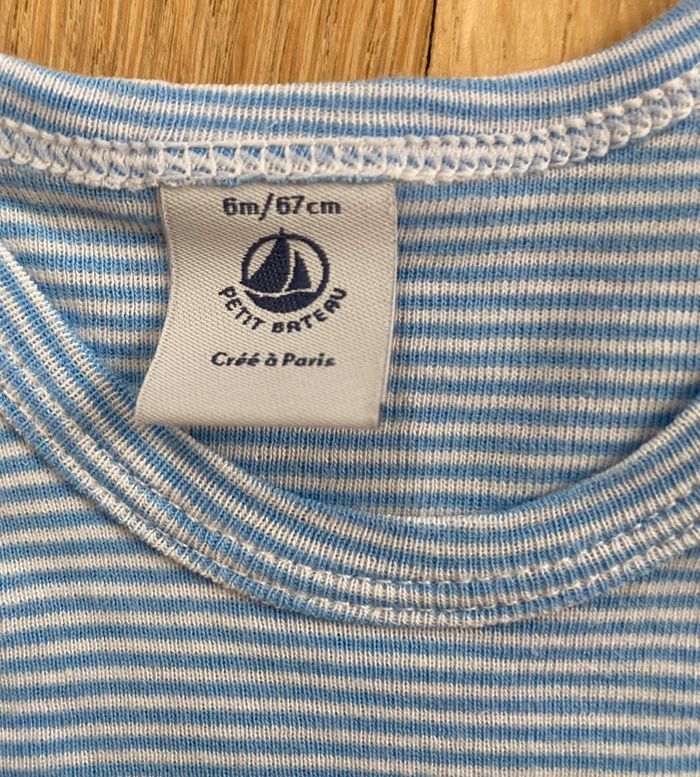 6m/67cm
PETIT BATEAU
Créé à Paris